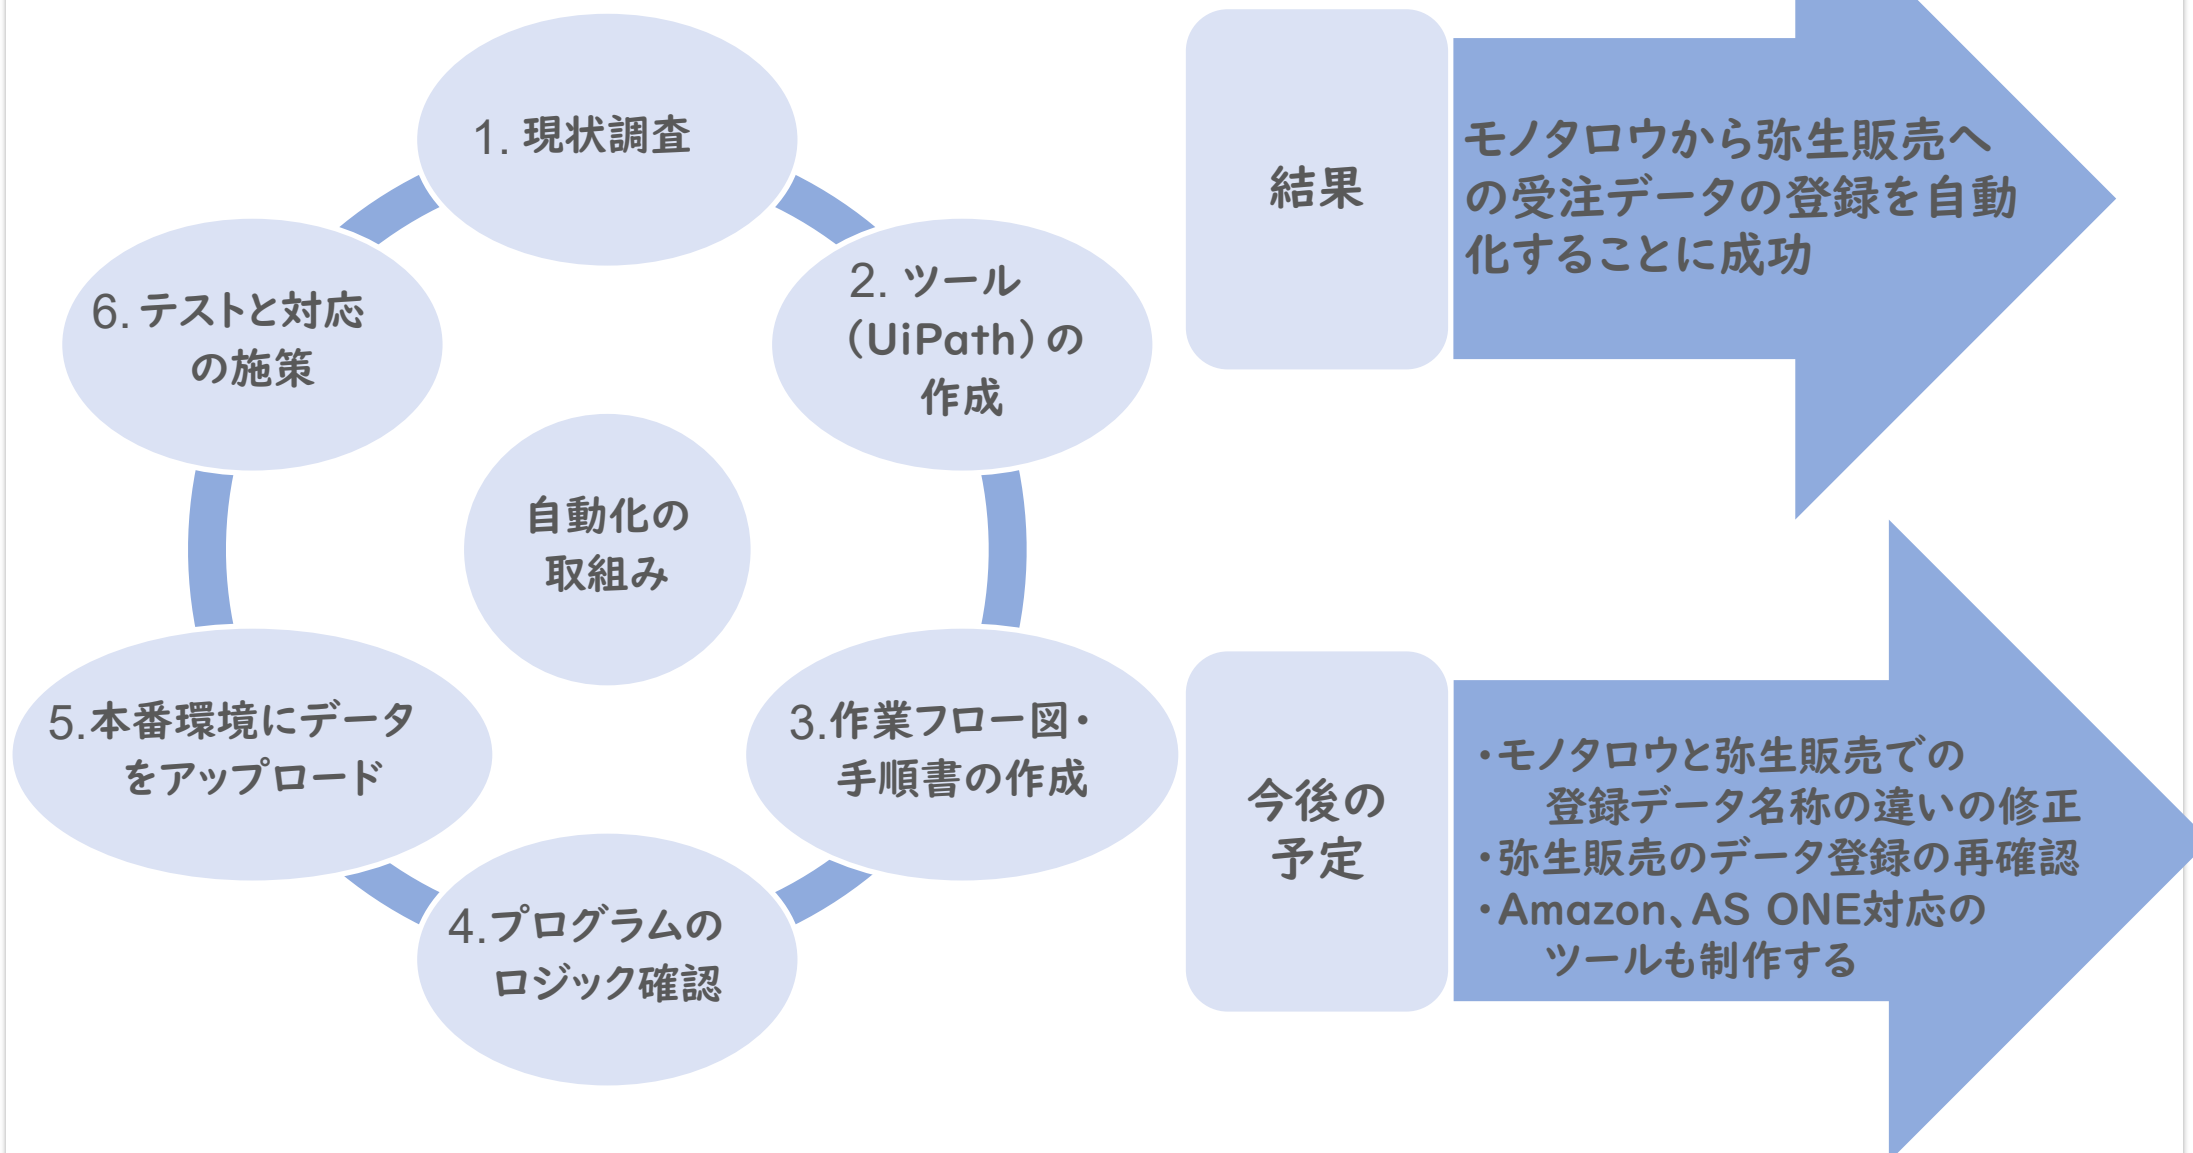 1. 現状調査
2. ツール
(UiPath)の
作成
3.作業フロー図・
手順書の作成
4.プログラムの
ロジック確認
5.本番環境にデータ
をアップロード
6.テストと対応
の施策
自動化の
取組み
結果
モノタロウから弥生販売へ
の受注データの登録を自動
化することに成功
今後の
予定
・モノタロウと弥生販売での
登録データ名称の違いの修正
・弥生販売のデータ登録の再確認
・Amazon、AS ONE対応の
ツールも制作する